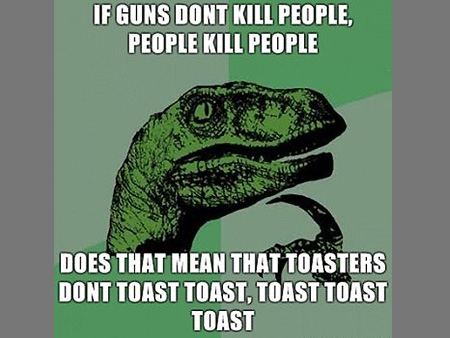 IF GUNS DONT KILL PEOPLE,
PEOPLE KILL PEOPLE
DOES THAT MEAN THAT TOASTERS
DONT TOAST TOAST, TOAST TOAST
TOAST